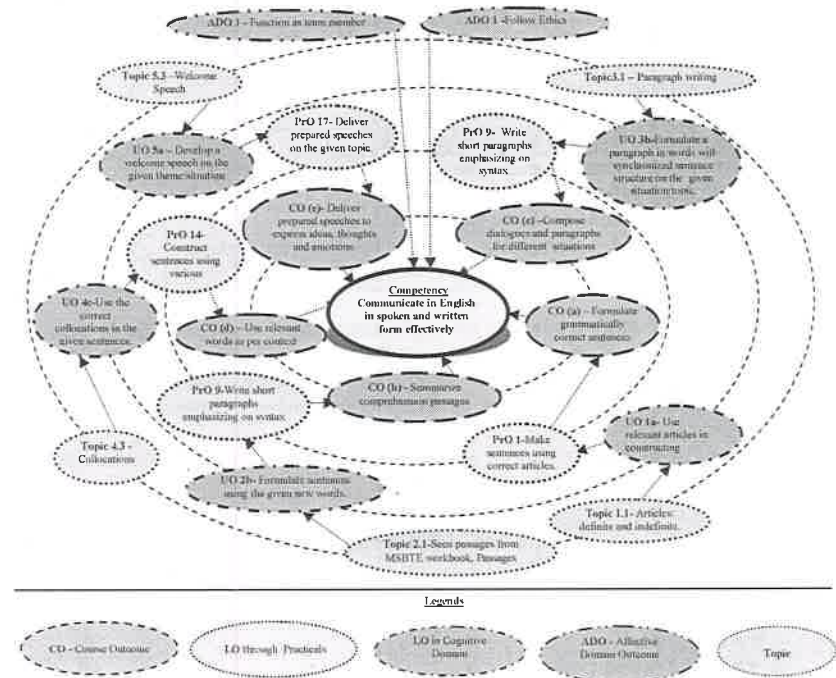 ADO 3 - Function as team member
ADO 1 -Follow Ethics
Topic 5.3 -Welcome
Speech
Topic3.1 – Paragraph writing
PrO 17- Deliver
prepared speeches
on the given topic.
PrO 9- Write
short paragraphs
emphasizing on
syntax
UO 5a – Develop a
welcome speech on the
given theme/situation
UO 3b-Formulate a
paragraph in words with
synchronized sentence
structure on the given
situation/topic.
CO (e)- Deliver
prepared speeches to
express ideas, thoughts
and emotions
CO (c) –Compose
dialogues and paragraphs
for different situations
PrO 14-
Construct
sentences using
various
Competency
Communicate in English
in spoken and written
form effectively
UO 4c-Use the
correct
collocations in the
given sentences.
CO (d) – Use relevant
words as per context
CO (a) – Formulate
grammatically
correct sentences
PrO 9-Write short
paragraphs
emphasizing on syntax
CO (b) – Summarise
comprehension passages
UO 1a- Use
relevant articles in
constructing
PrO 1-Make
sentences using
correct articles.
Topic 4.3 -
Collocations
UO 2b- Formulate sentences
using the given new words.
Topic 1.1- Articles:
definite and indefinite.
Topic 2.1-Seen passages from
MSBTE workbook, Passages
Legends
CO - Course Outcome
LO through Practicals
LO in Cognitive
Domain
ADO - Affective
Domain Outcome
Topic